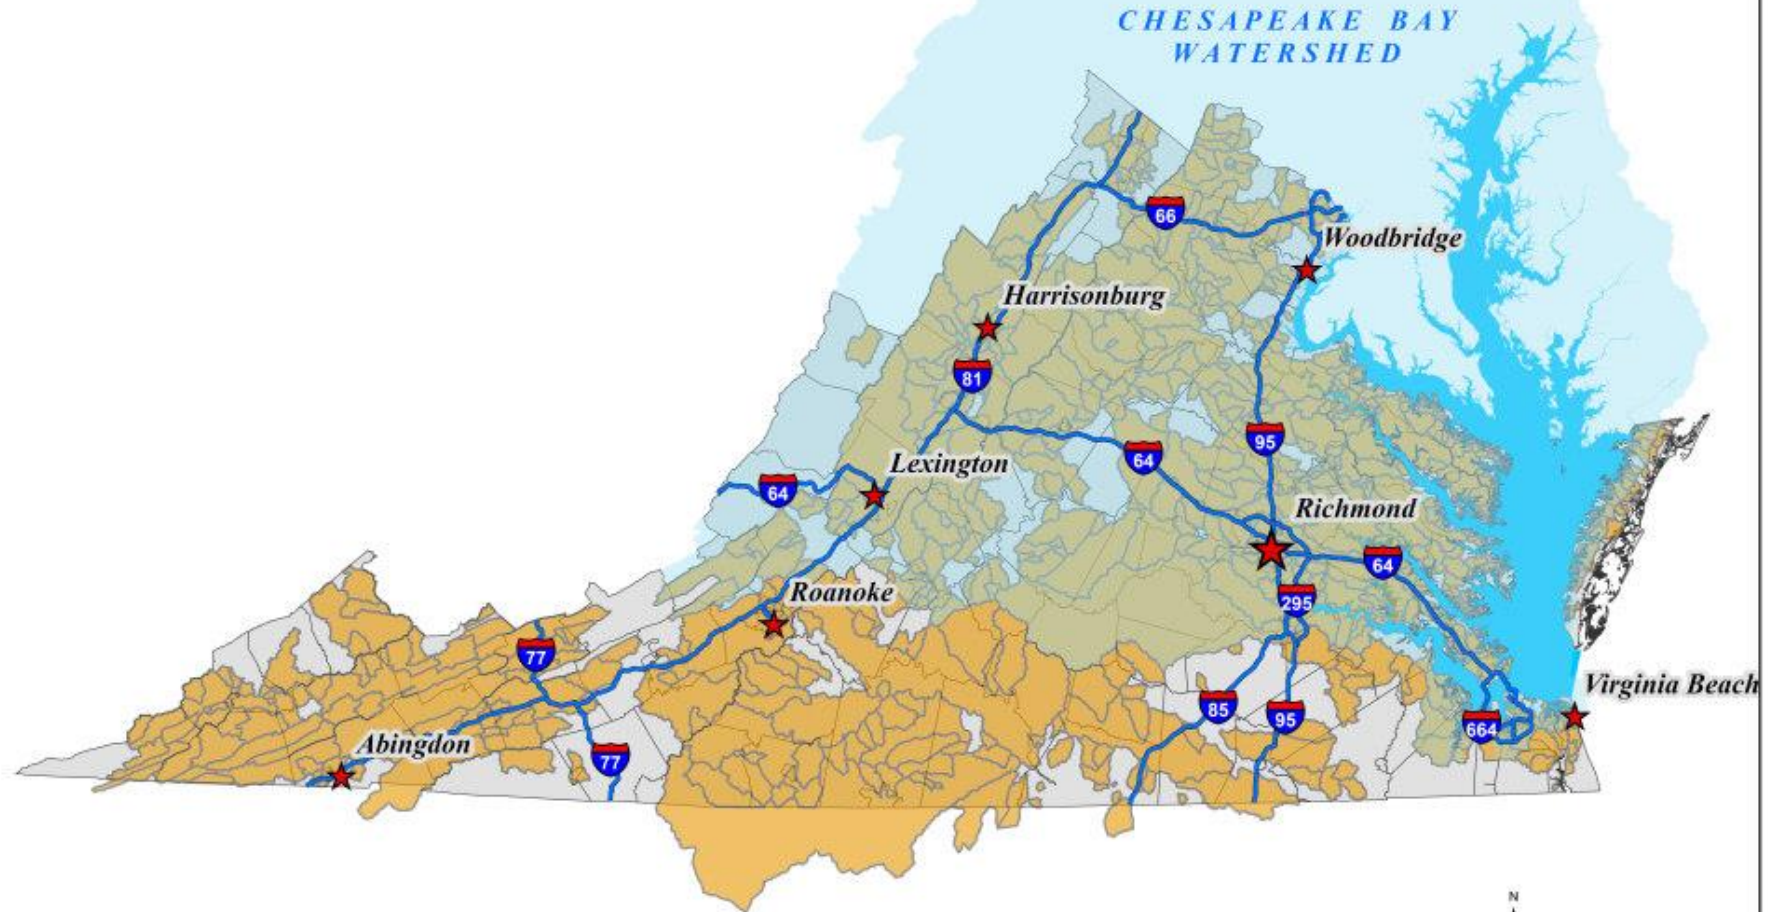 CHESAPEAKE BAY
WATERSHED
66
Woodbridge
Harrisonburg
81
95
64
Lexington
64
Richmond
64
Roanoke
295
77
Virginia Beach
85
95
664
Abingdon
77
N